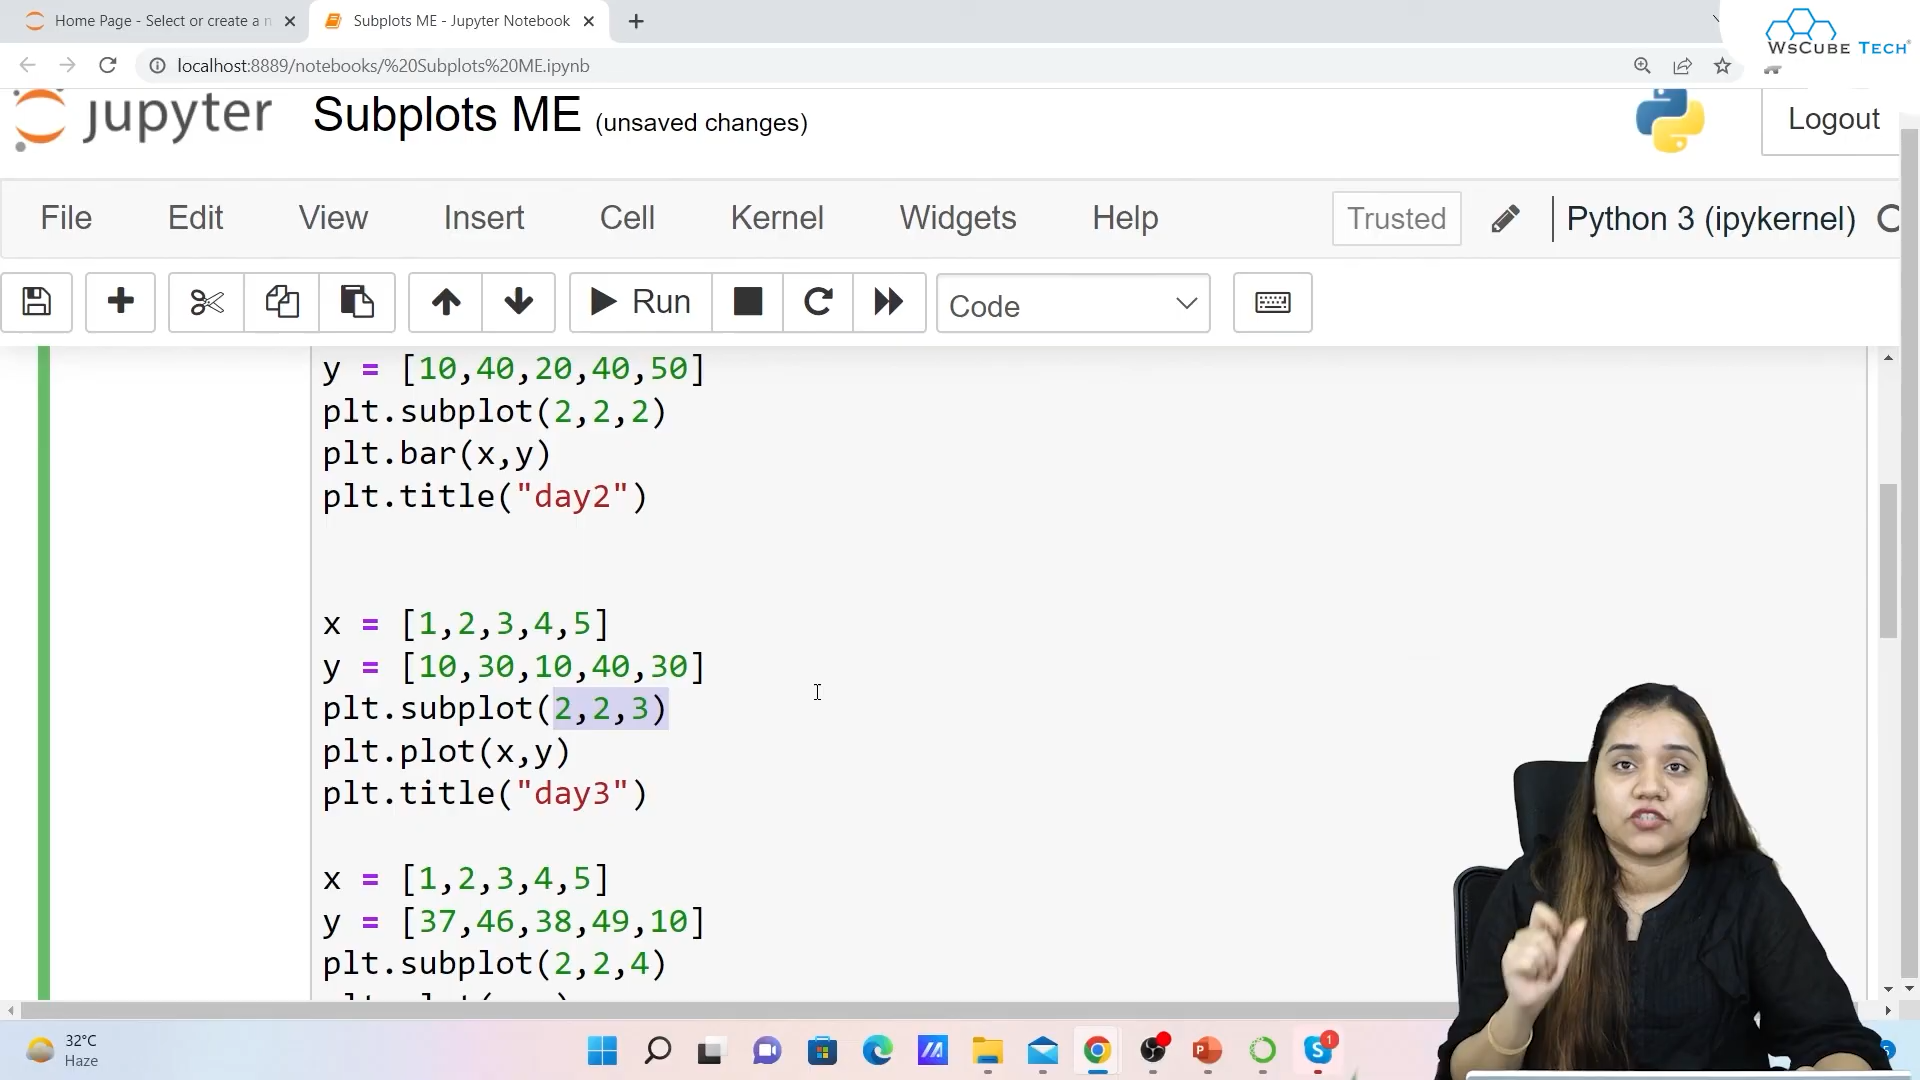 Home Page - Select or create a n
Subplots ME - Jupyter Notebook
WsCube Tech
localhost:8889/notebooks/%20Subplots%20ME.ipynb
jupyter Subplots ME (unsaved changes)
Logout
File Edit View Insert Cell Kernel Widgets Help Trusted Python 3 (ipykernel)
Run Code
y = [10,40,20,40,50]
plt.subplot(2,2,2)
plt.bar(x,y)
plt.title("day2")
x = [1,2,3,4,5]
y = [10,30,10,40,30]
plt.subplot(2,2,3)
plt.plot(x,y)
plt.title("day3")
x = [1,2,3,4,5]
y = [37,46,38,49,10]
plt.subplot(2,2,4)
32°C
Haze
1